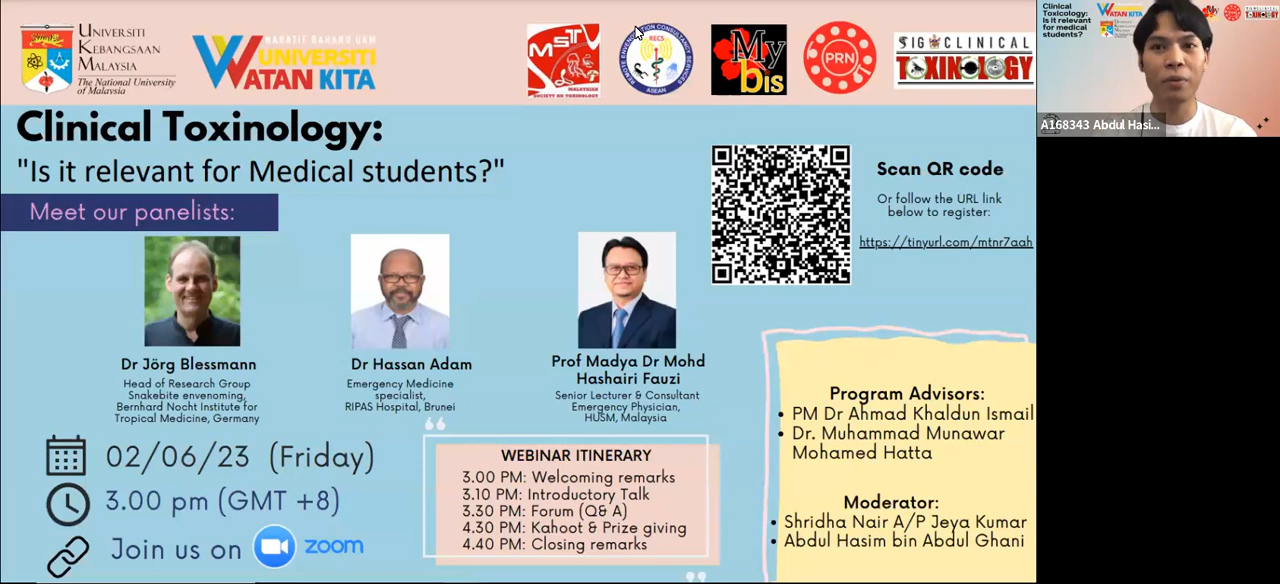 UNIVERSITI
KEBANGSAAN
MALAYSIA
The National University
of Malaysia
NARATIF BAHARU UKM
UNIVERSITI
WATAN KITA
MSTV
MALAYSIAN
SOCIETY ON TOXINOLOGY
REMOTE ENVENOMATION CONSULTANCY SERVICES
RECS
ASEAN
My
bis
PRN
SIG CLINICAL
TOXINOLOGY
Clinical Toxinology:
"Is it relevant for Medical students?"
Meet our panelists:
Scan QR code
Or follow the URL link
below to register:
https://tinyurl.com/mtnr7aah
Dr Jörg Blessmann
Head of Research Group
Snakebite envenoming,
Bernhard Nocht Institute for
Tropical Medicine, Germany
Dr Hassan Adam
Emergency Medicine
specialist,
RIPAS Hospital, Brunei
Prof Madya Dr Mohd
Hashairi Fauzi
Senior Lecturer & Consultant
Emergency Physician,
HUSM, Malaysia
02/06/23 (Friday)
3.00 pm (GMT +8)
Join us on zoom
WEBINAR ITINERARY
3.00 PM: Welcoming remarks
3.10 PM: Introductory Talk
3.30 PM: Forum (Q& A)
4.30 PM: Kahoot & Prize giving
4.40 PM: Closing remarks
Program Advisors:
• PM Dr Ahmad Khaldun Ismail
• Dr. Muhammad Munawar
Mohamed Hatta
Moderator:
• Shridha Nair A/P Jeya Kumar
• Abdul Hasim bin Abdul Ghani
Clinical
Toxicology:
Is it relevant
for medical
students?
WATAN KITA
TOXINOLOGY
A168343 Abdul Hasi...